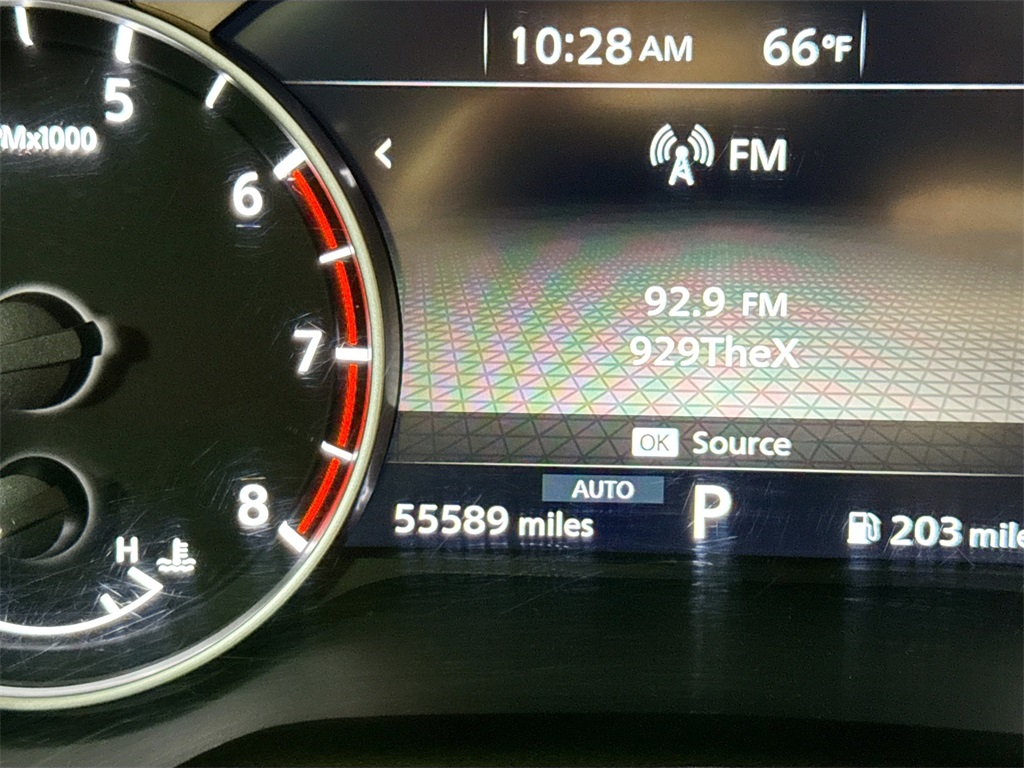 10:28 AM 66°F
5
PMx1000
< FM
6
92.9 FM
7 929TheX
OK Source
AUTO
8 55589 miles P 203 mile
H